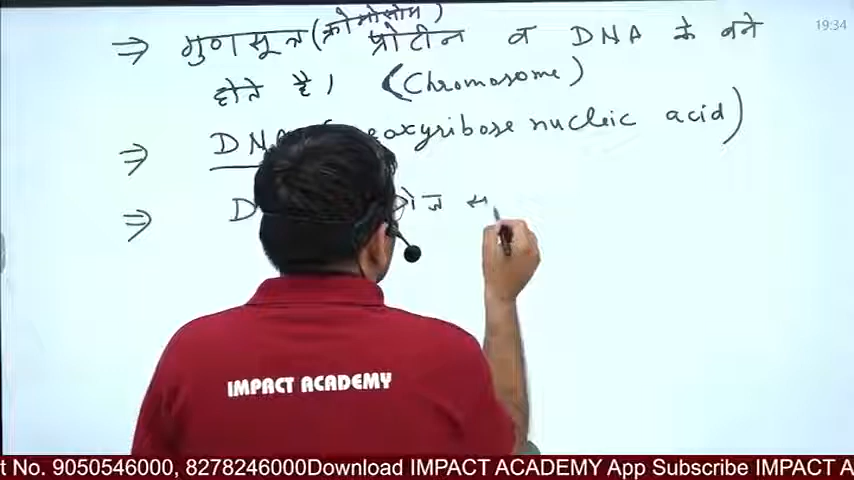 19:34
⇒ गुणसूत्र (क्रोमोसोम) प्रोटीन व DNA के बने
होते है। (Chromosome)
⇒ DNA eoxyribose nucleic acid)
⇒ D ोज स
IMPACT ACADEMY
t No. 9050546000, 8278246000Download IMPACT ACADEMY App Subscribe IMPACT A